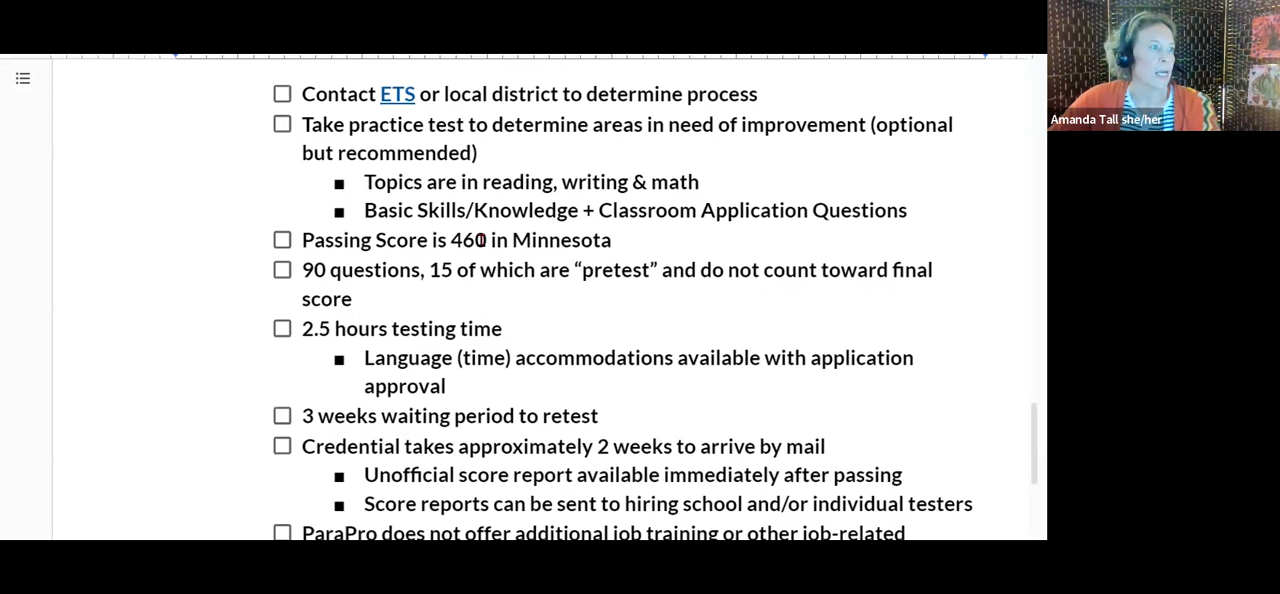 Contact ETS or local district to determine process
Take practice test to determine areas in need of improvement (optional
but recommended)
Topics are in reading, writing & math
Basic Skills/Knowledge + Classroom Application Questions
Passing Score is 460 in Minnesota
90 questions, 15 of which are “pretest” and do not count toward final
score
2.5 hours testing time
Language (time) accommodations available with application
approval
3 weeks waiting period to retest
Credential takes approximately 2 weeks to arrive by mail
Unofficial score report available immediately after passing
Score reports can be sent to hiring school and/or individual testers
ParaPro does not offer additional job training or other job-related
Amanda Tall she/her